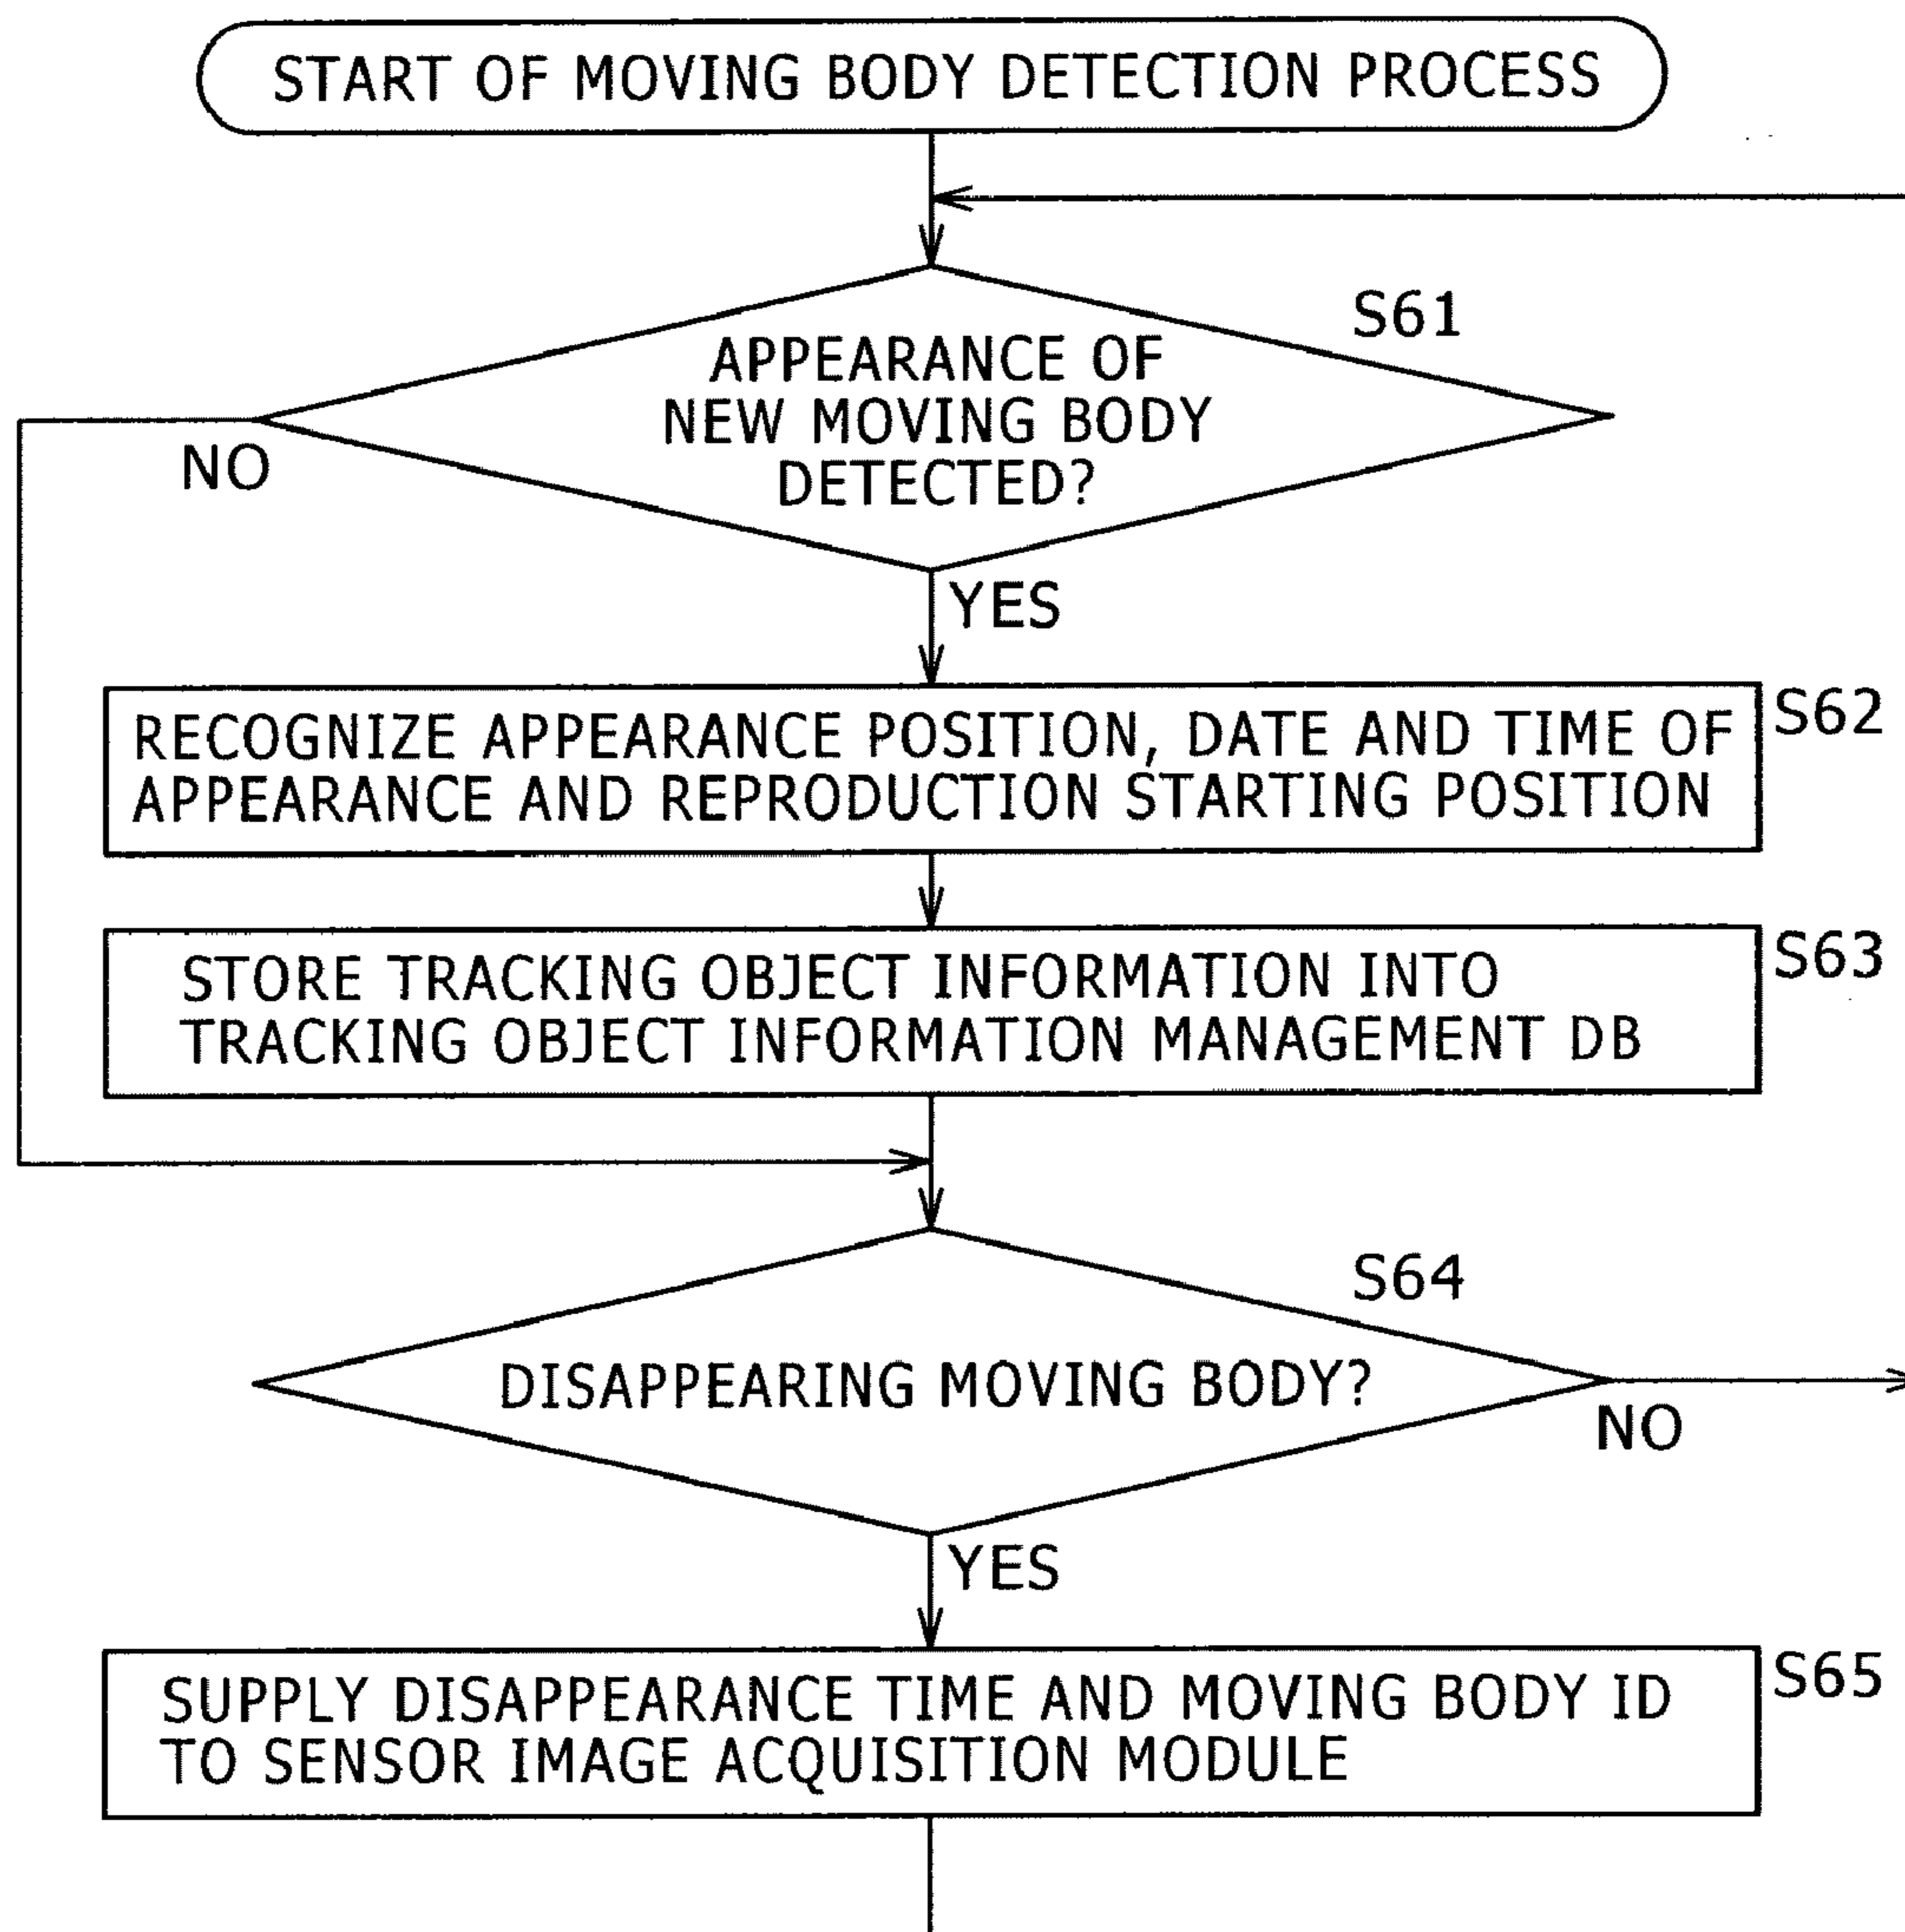 START OF MOVING BODY DETECTION PROCESS
S61
APPEARANCE OF
NEW MOVING BODY
DETECTED?
NO
YES
S62
RECOGNIZE APPEARANCE POSITION, DATE AND TIME OF
APPEARANCE AND REPRODUCTION STARTING POSITION
S63
STORE TRACKING OBJECT INFORMATION INTO
TRACKING OBJECT INFORMATION MANAGEMENT DB
S64
DISAPPEARING MOVING BODY?
NO
YES
S65
SUPPLY DISAPPEARANCE TIME AND MOVING BODY ID
TO SENSOR IMAGE ACQUISITION MODULE